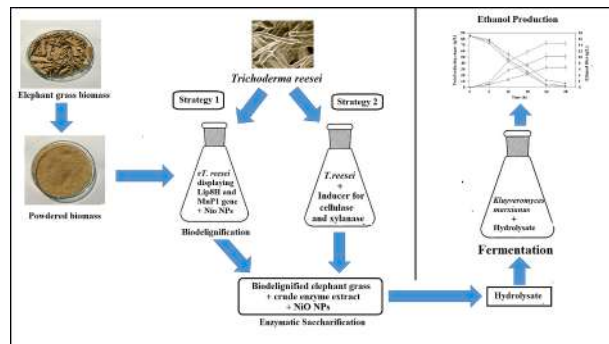 Ethanol Production
Elephant grass biomass
Trichoderma reesei
Strategy 1
Strategy 2
Powdered biomass
eT. reesei
displaying
Lip8H and
MnP1 gene
+ Nio NPs
Biodelignification
T.reesei
+
Inducer for
cellulase
and xylanase
Kluyveromyces
marxianus
+
Hydrolysate
Fermentation
Biodelignified elephant grass
+ crude enzyme extract
+ NiO NPs
Enzymatic Saccharification
Hydrolysate